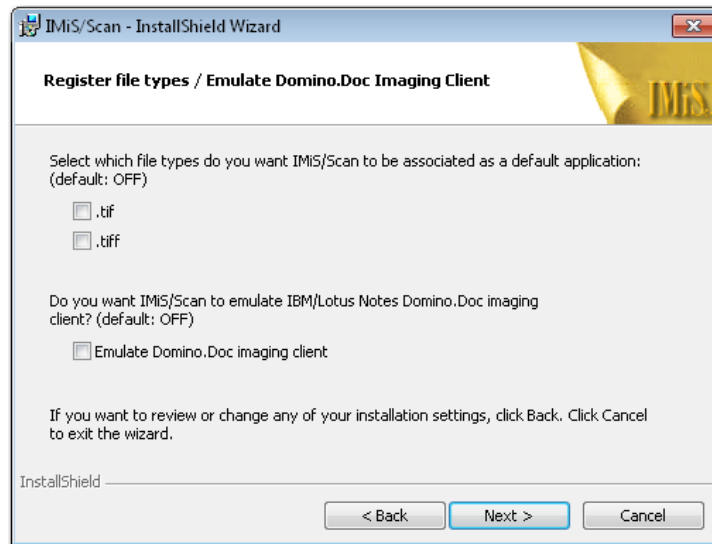 IMiS/Scan - InstallShield Wizard
Register file types / Emulate Domino.Doc Imaging Client
IMiS.
Select which file types do you want IMiS/Scan to be associated as a default application:
(default: OFF)
.tif
.tiff
Do you want IMiS/Scan to emulate IBM/Lotus Notes Domino.Doc imaging
client? (default: OFF)
Emulate Domino.Doc imaging client
If you want to review or change any of your installation settings, click Back. Click Cancel
to exit the wizard.
InstallShield
< Back Next > Cancel